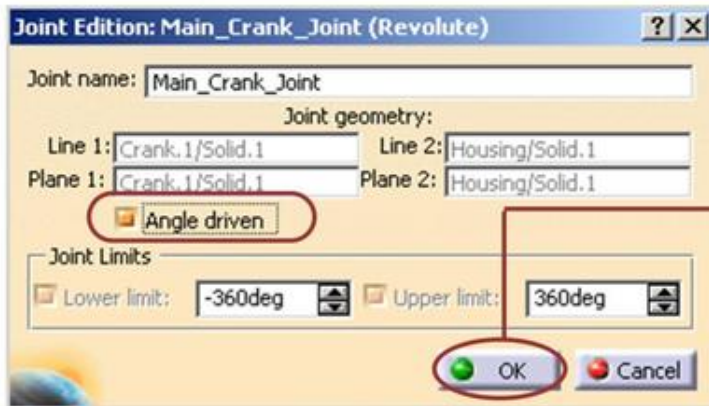 Joint Edition: Main_Crank_Joint (Revolute)
Joint name: Main_Crank_Joint
Joint geometry:
Line 1: Crank.1/Solid.1 Line 2: Housing/Solid.1
Plane 1: Crank.1/Solid.1 Plane 2: Housing/Solid.1
Angle driven
Joint Limits
Lower limit: -360deg Upper limit: 360deg
OK Cancel